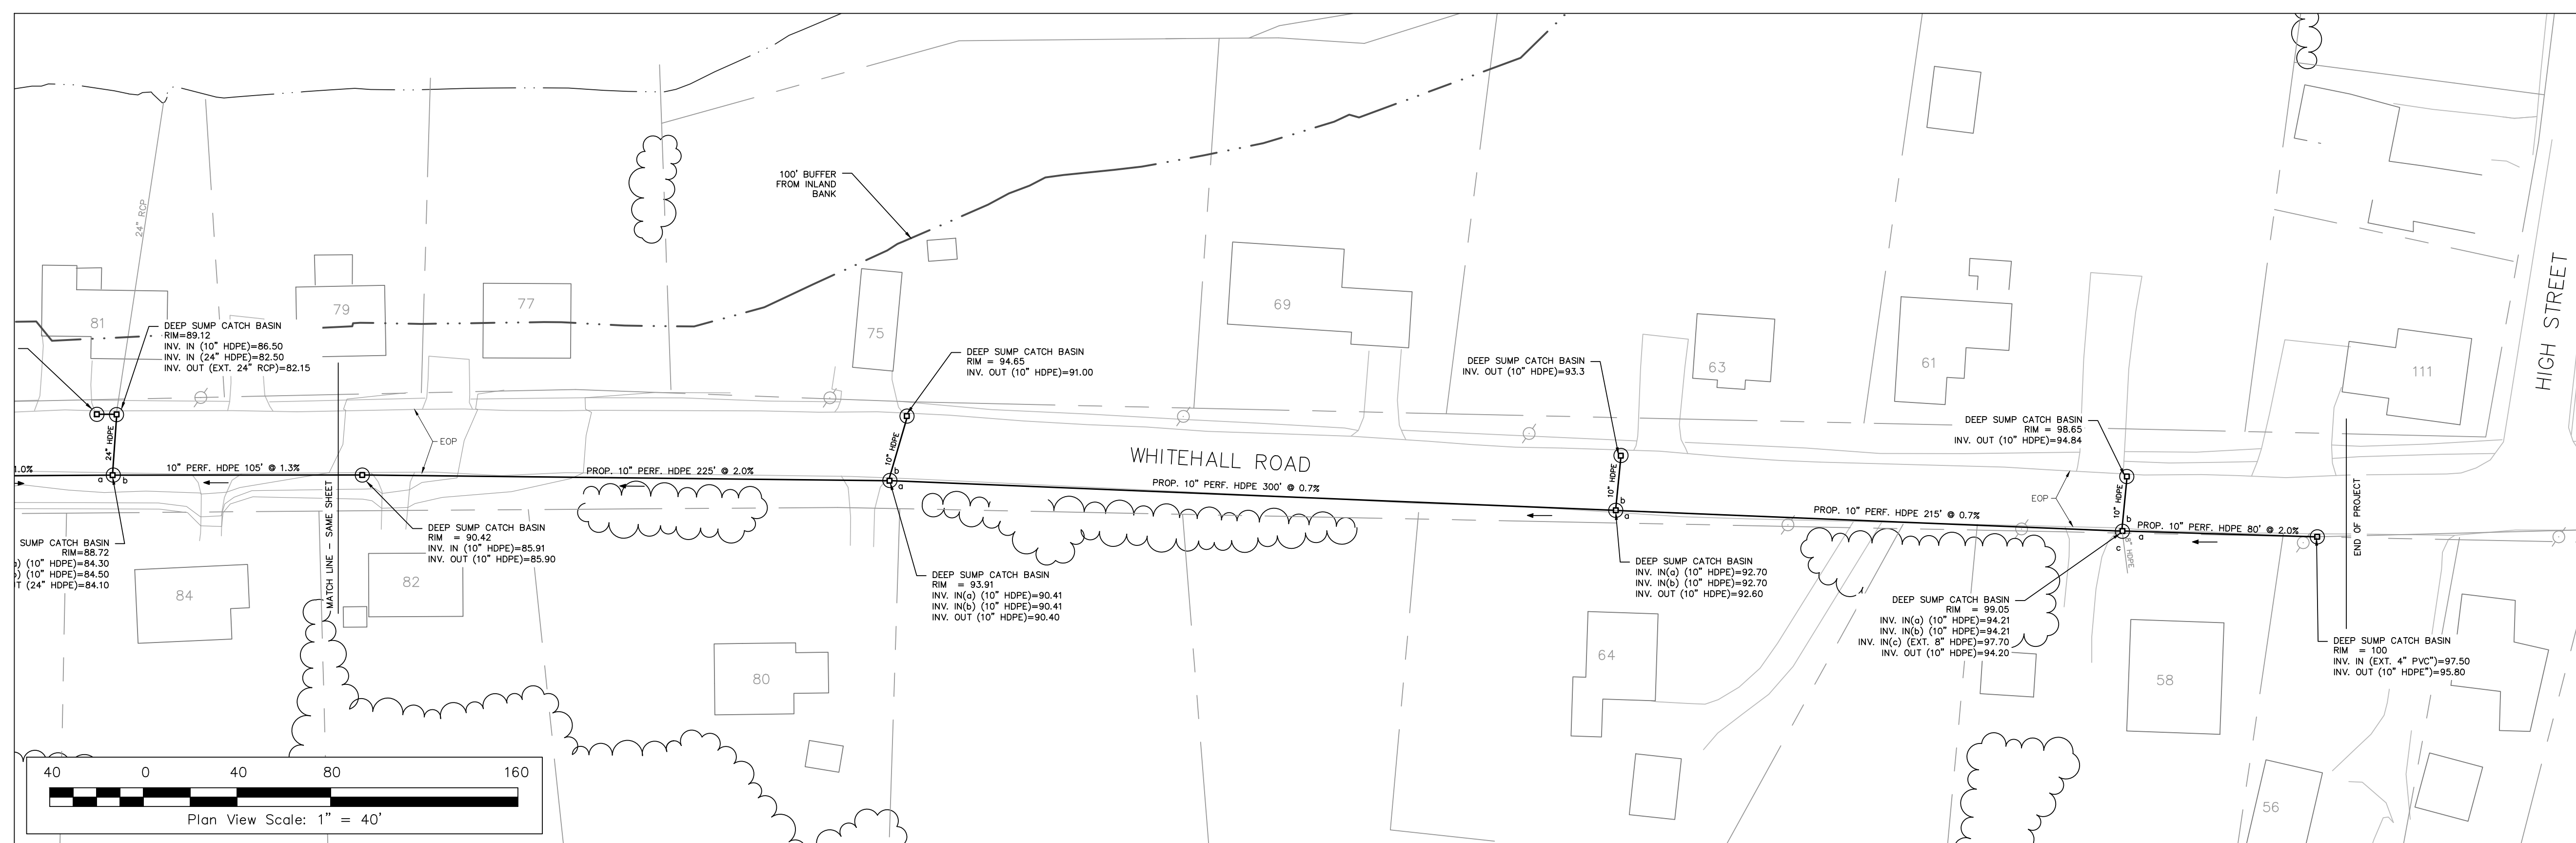 100' BUFFER
FROM INLAND
BANK
24" RCP
HIGH STREET
81
79
77
75
69
63
61
111
DEEP SUMP CATCH BASIN
RIM=89.12
INV. IN (10" HDPE)=86.50
INV. IN (24" HDPE)=82.50
INV. OUT (EXT. 24" RCP)=82.15
DEEP SUMP CATCH BASIN
RIM = 94.65
INV. OUT (10" HDPE)=91.00
DEEP SUMP CATCH BASIN
INV. OUT (10" HDPE)=93.3
DEEP SUMP CATCH BASIN
RIM = 98.65
INV. OUT (10" HDPE)=94.84
EOP
24" HDPE
10" HDPE
10" HDPE
10" HDPE
WHITEHALL ROAD
1.0%
a
b
10" PERF. HDPE 105' @ 1.3%
PROP. 10" PERF. HDPE 225' @ 2.0%
b
a
PROP. 10" PERF. HDPE 300' @ 0.7%
b
a
PROP. 10" PERF. HDPE 215' @ 0.7%
EOP
b
a
c
PROP. 10" PERF. HDPE 80' @ 2.0%
8" HDPE
MATCH LINE - SAME SHEET
END OF PROJECT
SUMP CATCH BASIN
RIM=88.72
) (10" HDPE)=84.30
) (10" HDPE)=84.50
T (24" HDPE)=84.10
DEEP SUMP CATCH BASIN
RIM = 90.42
INV. IN (10" HDPE)=85.91
INV. OUT (10" HDPE)=85.90
DEEP SUMP CATCH BASIN
RIM = 93.91
INV. IN(a) (10" HDPE)=90.41
INV. IN(b) (10" HDPE)=90.41
INV. OUT (10" HDPE)=90.40
DEEP SUMP CATCH BASIN
INV. IN(a) (10" HDPE)=92.70
INV. IN(b) (10" HDPE)=92.70
INV. OUT (10" HDPE)=92.60
DEEP SUMP CATCH BASIN
RIM = 99.05
INV. IN(a) (10" HDPE)=94.21
INV. IN(b) (10" HDPE)=94.21
INV. IN(c) (EXT. 8" HDPE)=97.70
INV. OUT (10" HDPE)=94.20
DEEP SUMP CATCH BASIN
RIM = 100
INV. IN (EXT. 4" PVC")=97.50
INV. OUT (10" HDPE")=95.80
84
82
80
64
58
56
40 0 40 80 160
Plan View Scale: 1" = 40'